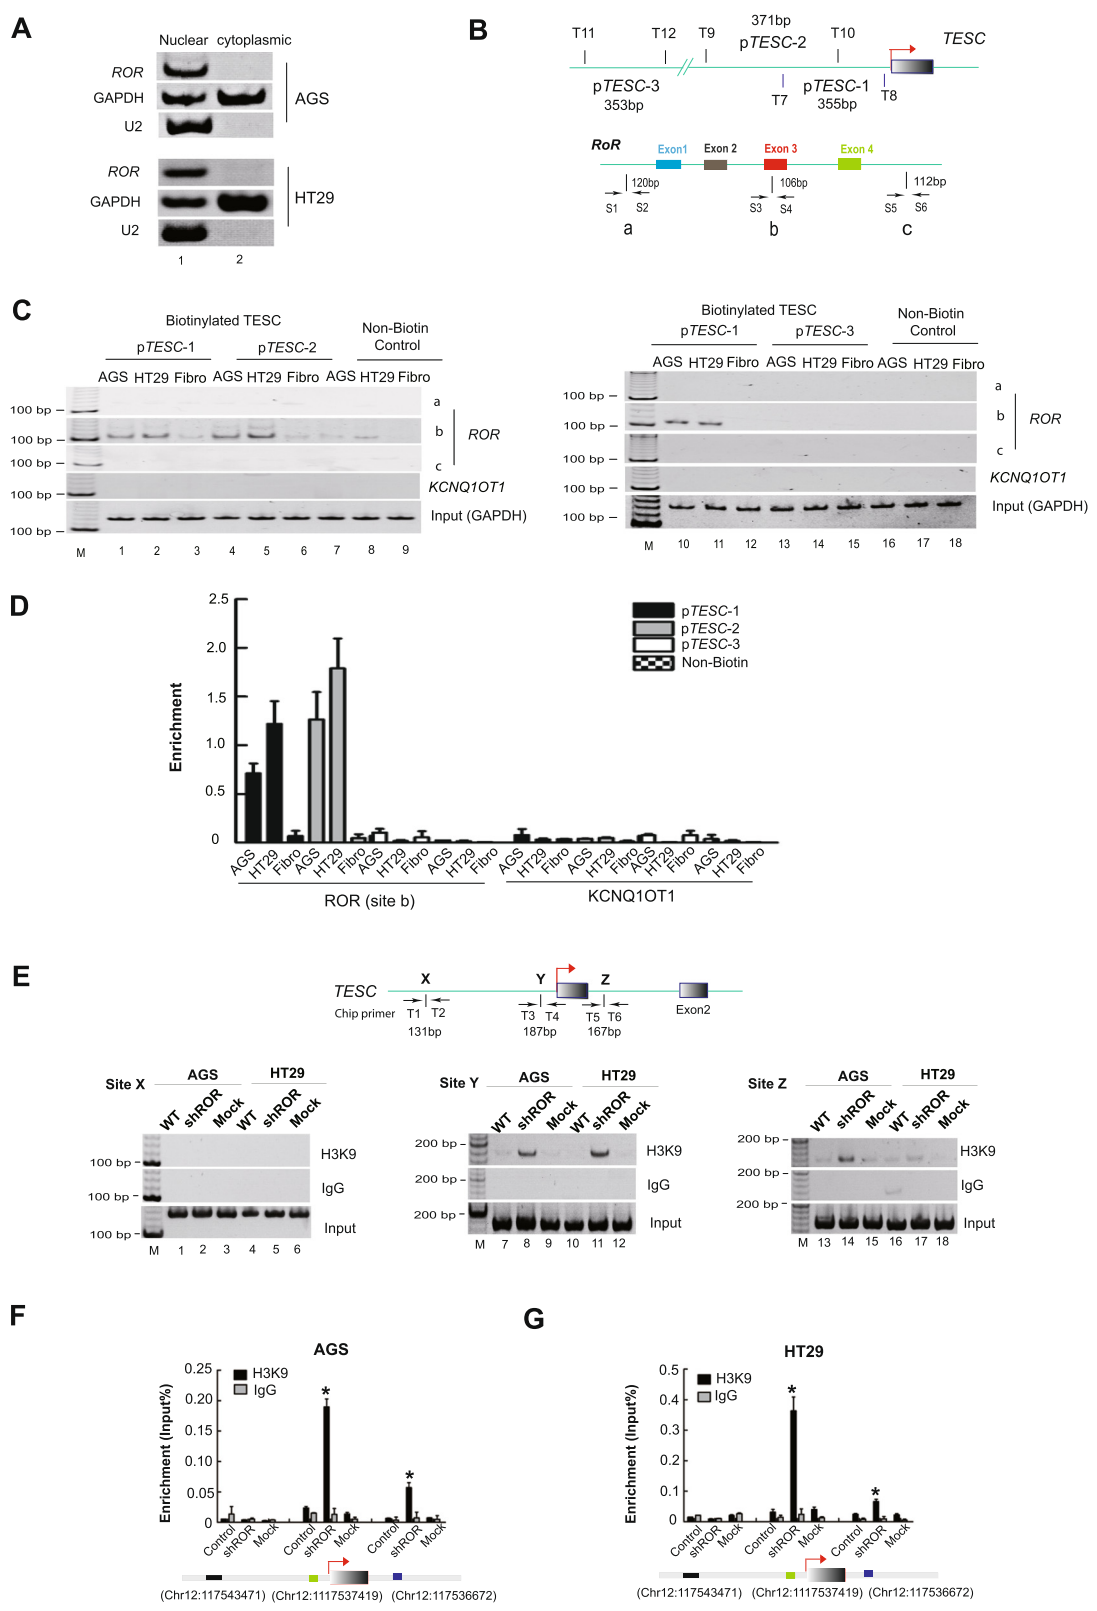 A
Nuclear cytoplasmic
ROR
GAPDH
U2
AGS
ROR
GAPDH
U2
HT29
1 2
B
T11 T12 T9 371bp T10
pTESC-2 TESC
pTESC-3 pTESC-1
353bp T7 355bp T8
RoR Exon1 Exon 2 Exon 3 Exon 4
120bp 106bp 112bp
S1 S2 S3 S4 S5 S6
a b c
C
Biotinylated TESC
pTESC-1 pTESC-2 Non-Biotin Control
AGS HT29 Fibro AGS HT29 Fibro AGS HT29 Fibro
100 bp a
100 bp b ROR
100 bp c
100 bp KCNQ1OT1
100 bp Input (GAPDH)
M 1 2 3 4 5 6 7 8 9
Biotinylated TESC
pTESC-1 pTESC-3 Non-Biotin Control
AGS HT29 Fibro AGS HT29 Fibro AGS HT29 Fibro
100 bp a
100 bp b ROR
100 bp c
100 bp KCNQ1OT1
100 bp Input (GAPDH)
M 10 11 12 13 14 15 16 17 18
D
Enrichment
2.5
2.0
1.5
1.0
0.5
0
pTESC-1
pTESC-2
pTESC-3
Non-Biotin
AGS HT29 Fibro AGS HT29 Fibro AGS HT29 Fibro AGS HT29 Fibro AGS HT29 Fibro AGS HT29 Fibro AGS HT29 Fibro AGS HT29 Fibro
ROR (site b) KCNQ1OT1
E
X Y Z
TESC
Chip primer T1 T2 T3 T4 T5 T6 Exon2
131bp 187bp 167bp
Site X AGS HT29
WT shROR Mock WT shROR Mock
100 bp H3K9
100 bp IgG
100 bp Input
M 1 2 3 4 5 6
Site Y AGS HT29
WT shROR Mock WT shROR Mock
200 bp H3K9
200 bp IgG
200 bp Input
M 7 8 9 10 11 12
Site Z AGS HT29
WT shROR Mock WT shROR Mock
200 bp H3K9
200 bp IgG
200 bp Input
M 13 14 15 16 17 18
F
AGS
Enrichment (Input%)
0.25
0.20
0.15
0.10
0.05
0
H3K9
IgG
* *
Control shROR Mock Control shROR Mock Control shROR Mock
(Chr12:117543471) (Chr12:1117537419) (Chr12:117536672)
G
HT29
Enrichment (Input%)
0.5
0.4
0.3
0.2
0.1
0
H3K9
IgG
* *
Control shROR Mock Control shROR Mock Control shROR Mock
(Chr12:117543471) (Chr12:117537419) (Chr12:117536672)